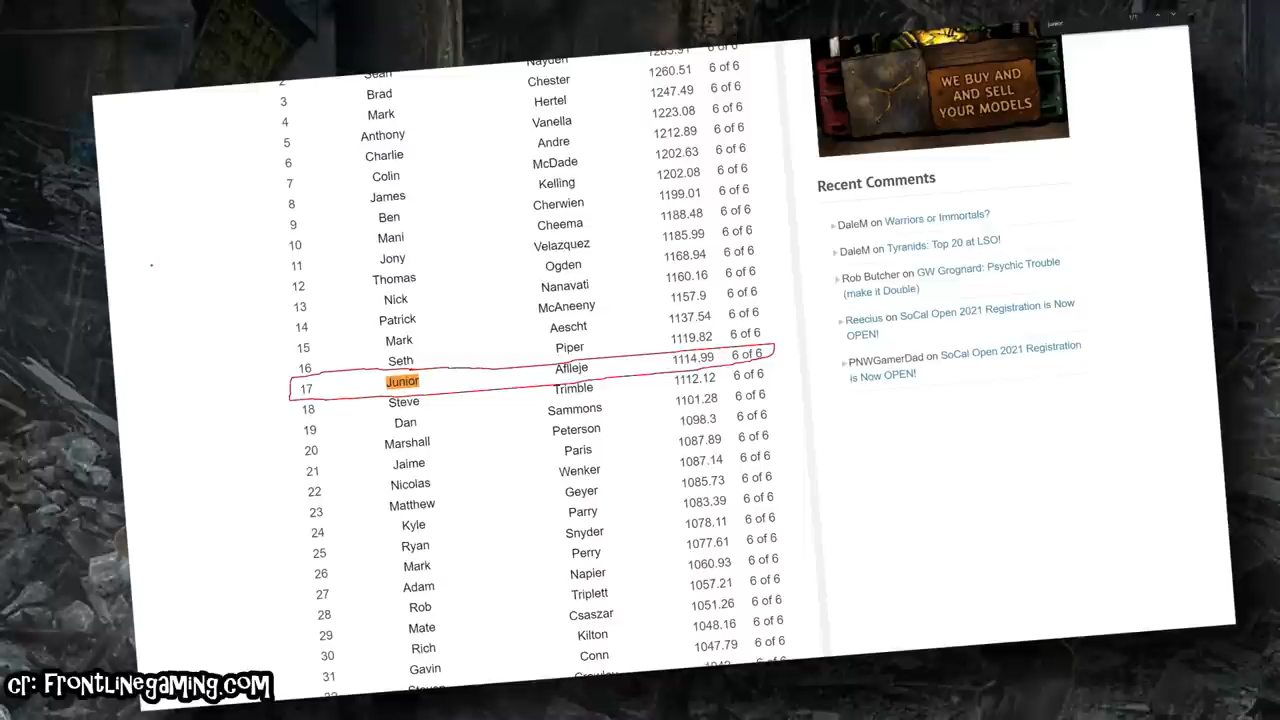 junior 1/1
2 Sean Nayden 1285.91 6 of 6
3 Brad Chester 1260.51 6 of 6
4 Mark Hertel 1247.49 6 of 6
5 Anthony Vanella 1223.08 6 of 6
6 Charlie Andre 1212.89 6 of 6
7 Colin McDade 1202.63 6 of 6
8 James Kelling 1202.08 6 of 6
9 Ben Cherwien 1199.01 6 of 6
10 Mani Cheema 1188.48 6 of 6
11 Jony Velazquez 1185.99 6 of 6
12 Thomas Ogden 1168.94 6 of 6
13 Nick Nanavati 1160.16 6 of 6
14 Patrick McAneeny 1157.9 6 of 6
15 Mark Aescht 1137.54 6 of 6
16 Seth Piper 1119.82 6 of 6
17 Junior Aflleje 1114.99 6 of 6
18 Steve Trimble 1112.12 6 of 6
19 Dan Sammons 1101.28 6 of 6
20 Marshall Peterson 1098.3 6 of 6
21 Jaime Paris 1087.89 6 of 6
22 Nicolas Wenker 1087.14 6 of 6
23 Matthew Geyer 1085.73 6 of 6
24 Kyle Parry 1083.39 6 of 6
25 Ryan Snyder 1078.11 6 of 6
26 Mark Perry 1077.61 6 of 6
27 Adam Napier 1060.93 6 of 6
28 Rob Triplett 1057.21 6 of 6
29 Mate Csaszar 1051.26 6 of 6
30 Rich Kilton 1048.16 6 of 6
31 Gavin Conn 1047.79 6 of 6
WE BUY AND
AND SELL
YOUR MODELS
Recent Comments
DaleM on Warriors or Immortals?
DaleM on Tyranids: Top 20 at LSO!
Rob Butcher on GW Grognard: Psychic Trouble
(make it Double)
Reecius on SoCal Open 2021 Registration is Now
OPEN!
PNWGamerDad on SoCal Open 2021 Registration
is Now OPEN!
cr: Frontlinegaming.com